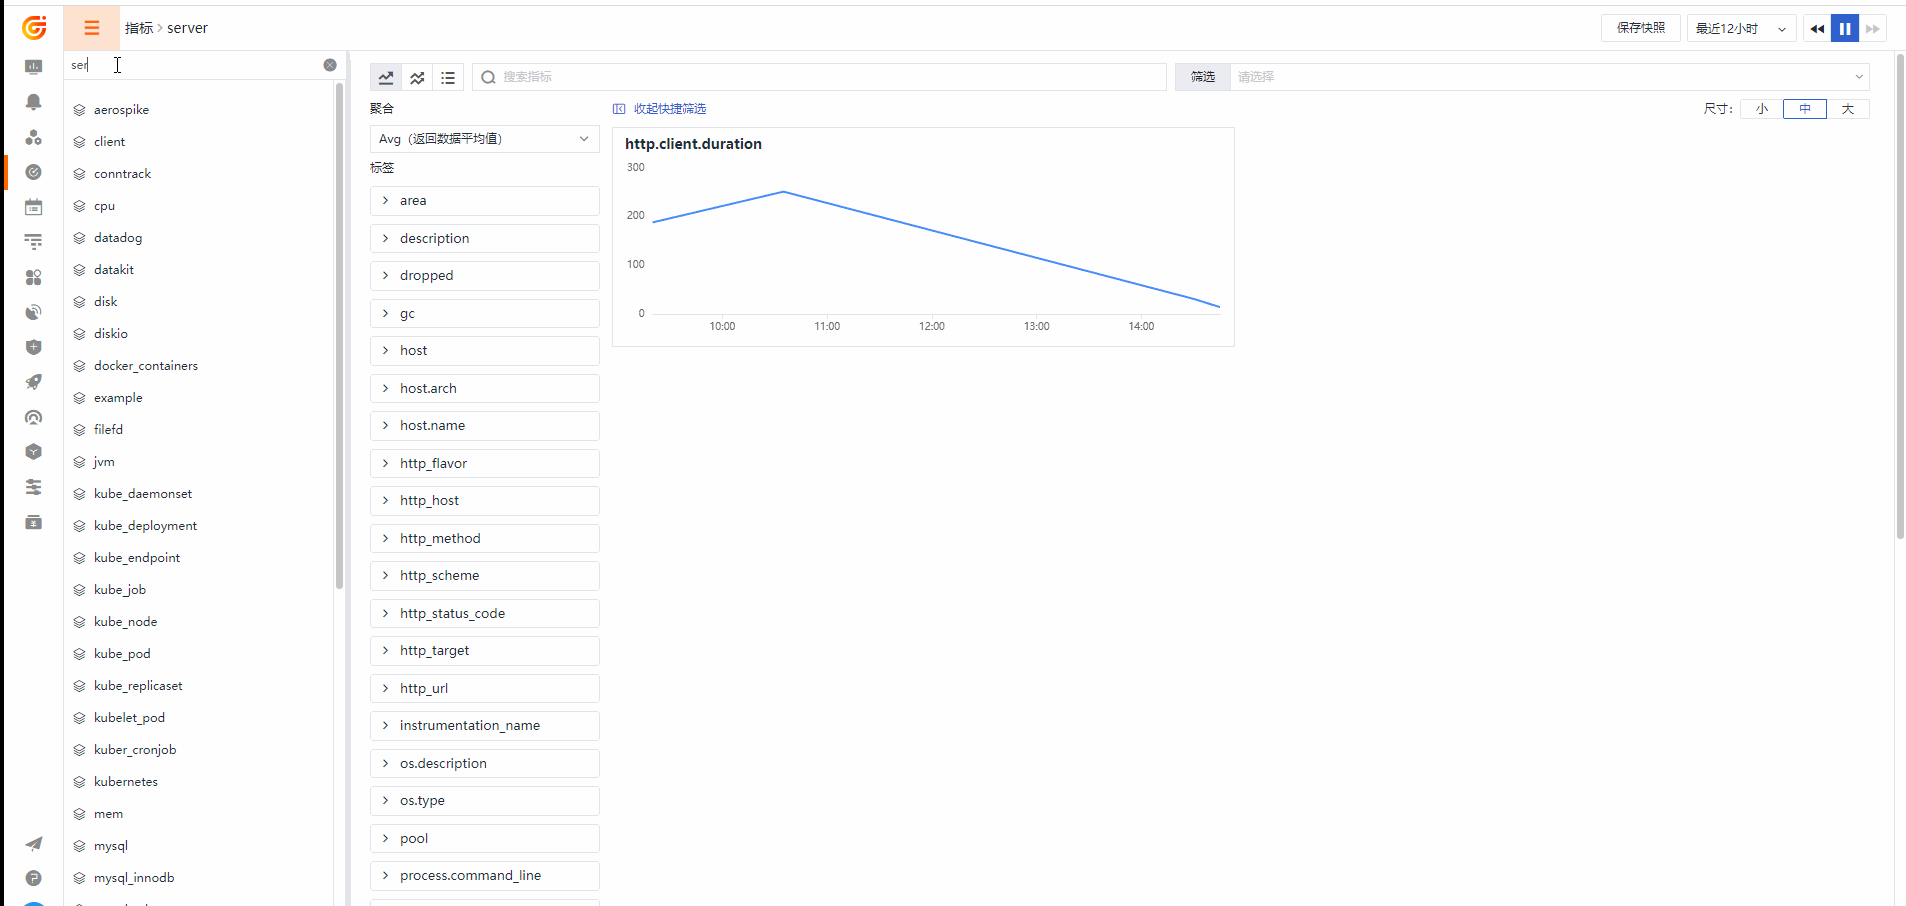 指标 > server
保存快照
最近12小时
ser
aerospike
client
conntrack
cpu
datadog
datakit
disk
diskio
docker_containers
example
filefd
jvm
kube_daemonset
kube_deployment
kube_endpoint
kube_job
kube_node
kube_pod
kube_replicaset
kubelet_pod
kuber_cronjob
kubernetes
mem
mysql
mysql_innodb
搜索指标
筛选
请选择
聚合
Avg（返回数据平均值）
标签
area
description
dropped
gc
host
host.arch
host.name
http_flavor
http_host
http_method
http_scheme
http_status_code
http_target
http_url
instrumentation_name
os.description
os.type
pool
process.command_line
收起快捷筛选
尺寸：
小
中
大
http.client.duration
300
200
100
0
10:00
11:00
12:00
13:00
14:00